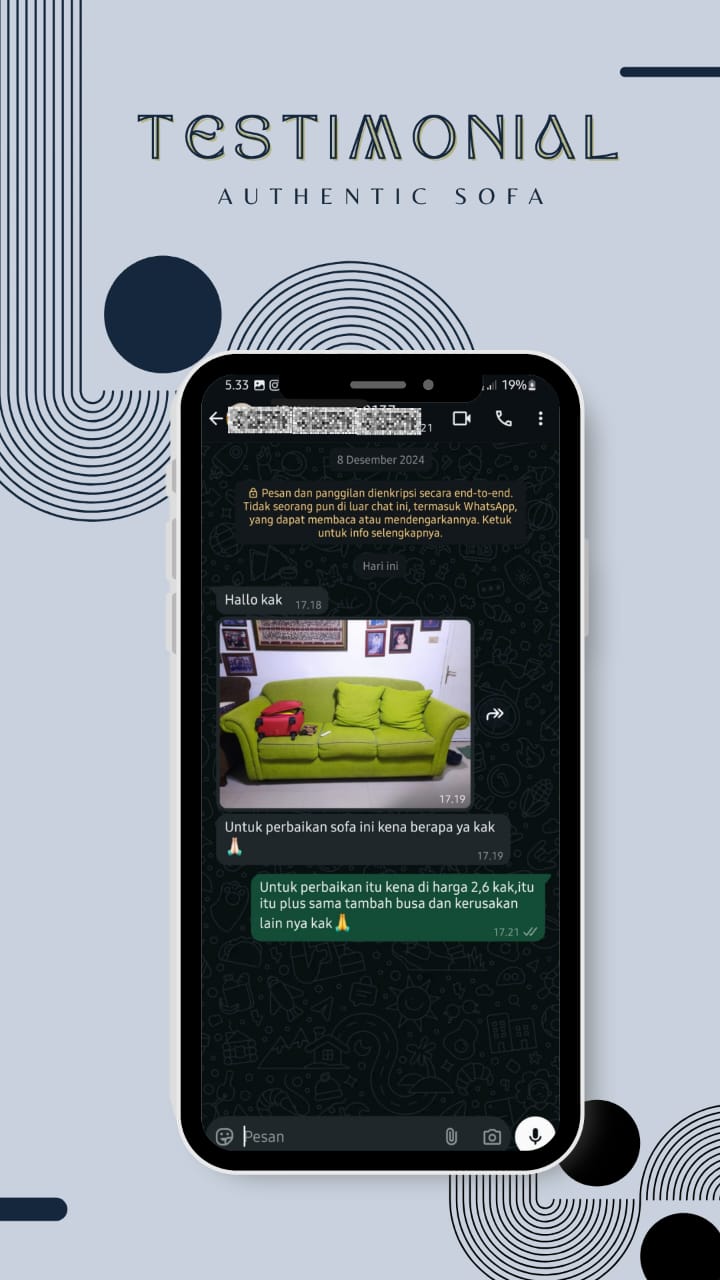 TESTIMONIAL
AUTHENTIC SOFA
5.33 19%
21
8 Desember 2024
Pesan dan panggilan dienkripsi secara end-to-end.
Tidak seorang pun di luar chat ini, termasuk WhatsApp,
yang dapat membaca atau mendengarkannya. Ketuk
untuk info selengkapnya.
Hari ini
Hallo kak 17.18
17.19
Untuk perbaikan sofa ini kena berapa ya kak
🙏🏻 17.19
Untuk perbaikan itu kena di harga 2,6 kak,itu
itu plus sama tambah busa dan kerusakan
lain nya kak🙏 17.21
Pesan